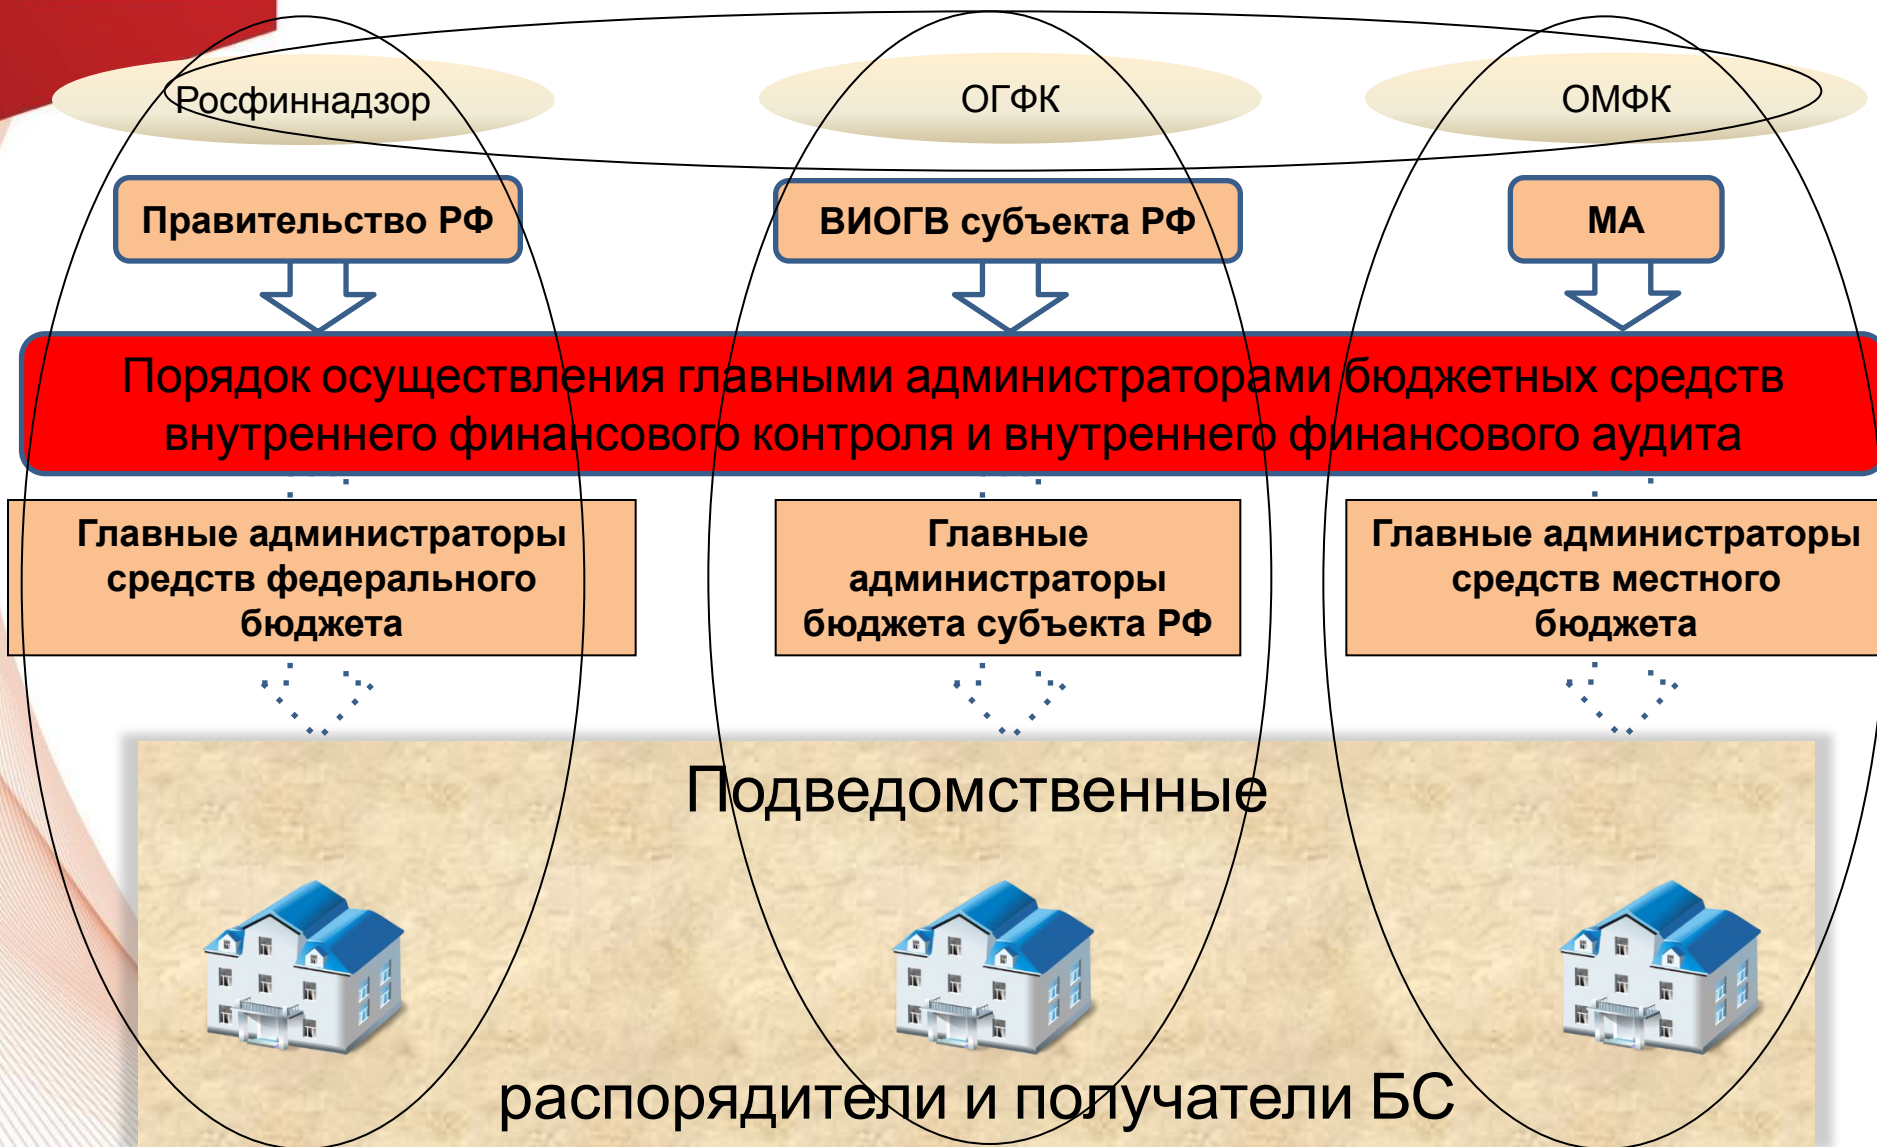 Росфиннадзор
ОГФК
ОМФК
Правительство РФ
ВИОГВ субъекта РФ
МА
Порядок осуществления главными администраторами бюджетных средств
внутреннего финансового контроля и внутреннего финансового аудита
Главные администраторы
средств федерального
бюджета
Главные
администраторы
бюджета субъекта РФ
Главные администраторы
средств местного
бюджета
Подведомственные
распорядители и получатели БС